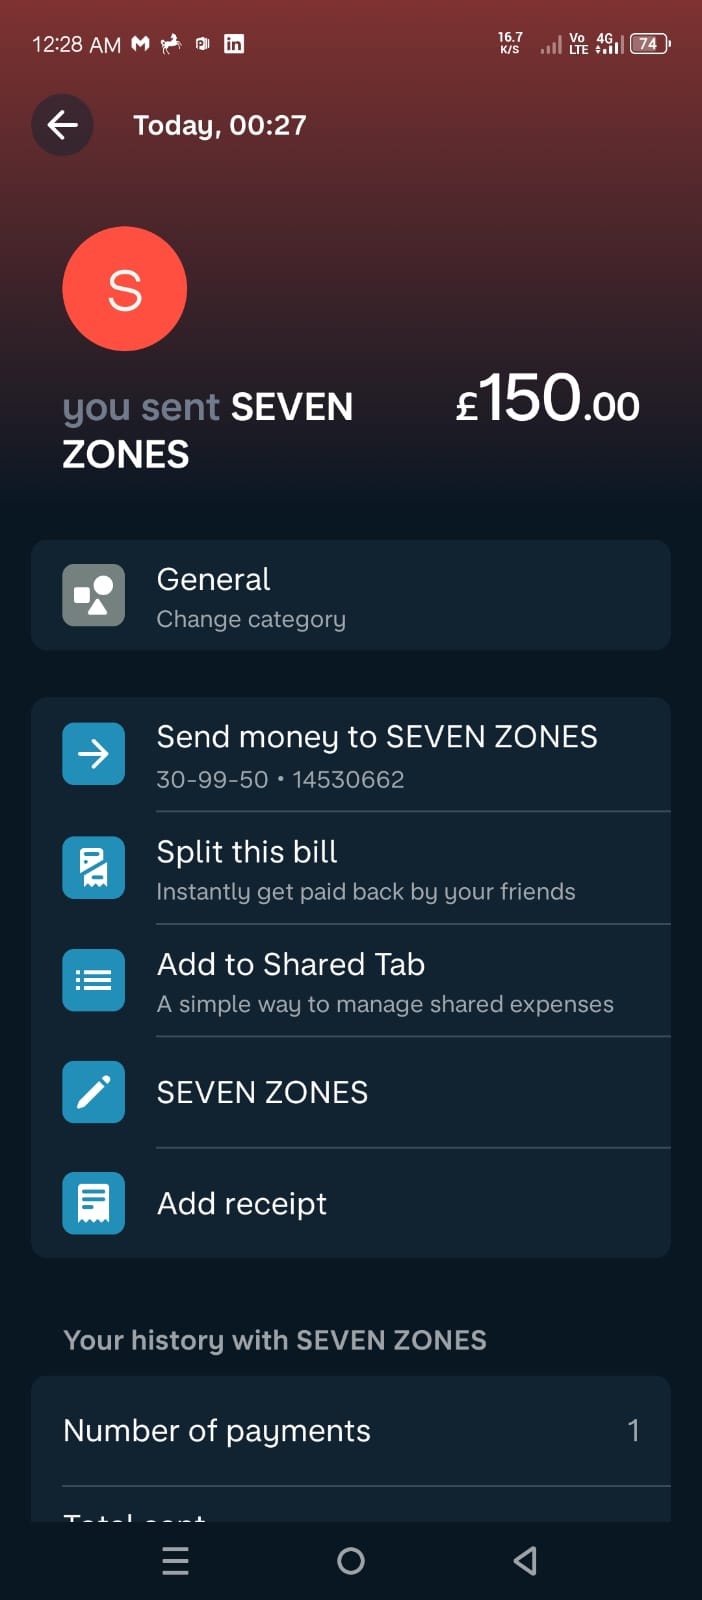 12:28 AM
16.7 K/S
Vo LTE
4G
74
Today, 00:27
S
you sent SEVEN ZONES
£150.00
General
Change category
Send money to SEVEN ZONES
30-99-50 • 14530662
Split this bill
Instantly get paid back by your friends
Add to Shared Tab
A simple way to manage shared expenses
SEVEN ZONES
Add receipt
Your history with SEVEN ZONES
Number of payments 1
Total sent